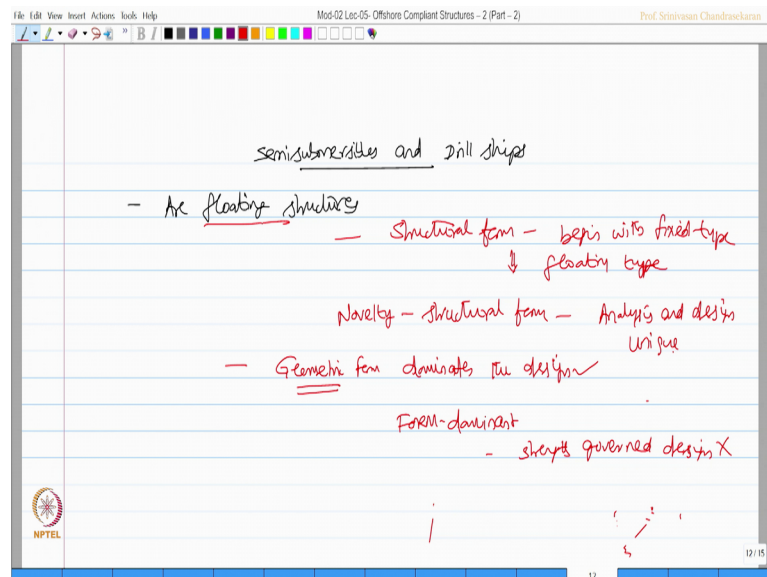 File Edit View Insert Actions Tools Help
Mod-02 Lec-05- Offshore Compliant Structures – 2 (Part – 2)
Prof. Srinivasan Chandrasekaran
B I
Semisubmersibles and Drill ships
- Are floating structures
- Structural form - begin with fixed type
⇓ floating type
Novelty - structural form - Analysis and design
unique
- Geometric form dominates the design ✓
FORM-dominant
- strength governed design X
NPTEL
12/15